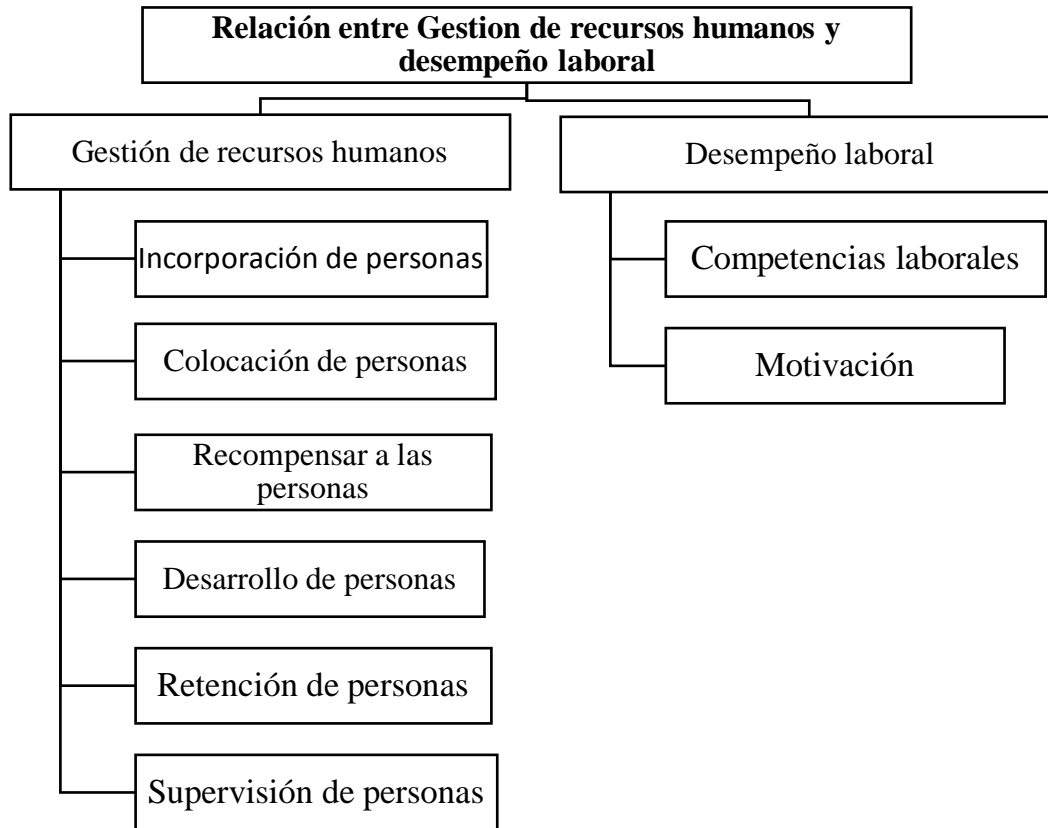 Relación entre Gestion de recursos humanos y
desempeño laboral
Gestión de recursos humanos
Incorporación de personas
Colocación de personas
Recompensar a las
personas
Desarrollo de personas
Retención de personas
Supervisión de personas
Desempeño laboral
Competencias laborales
Motivación